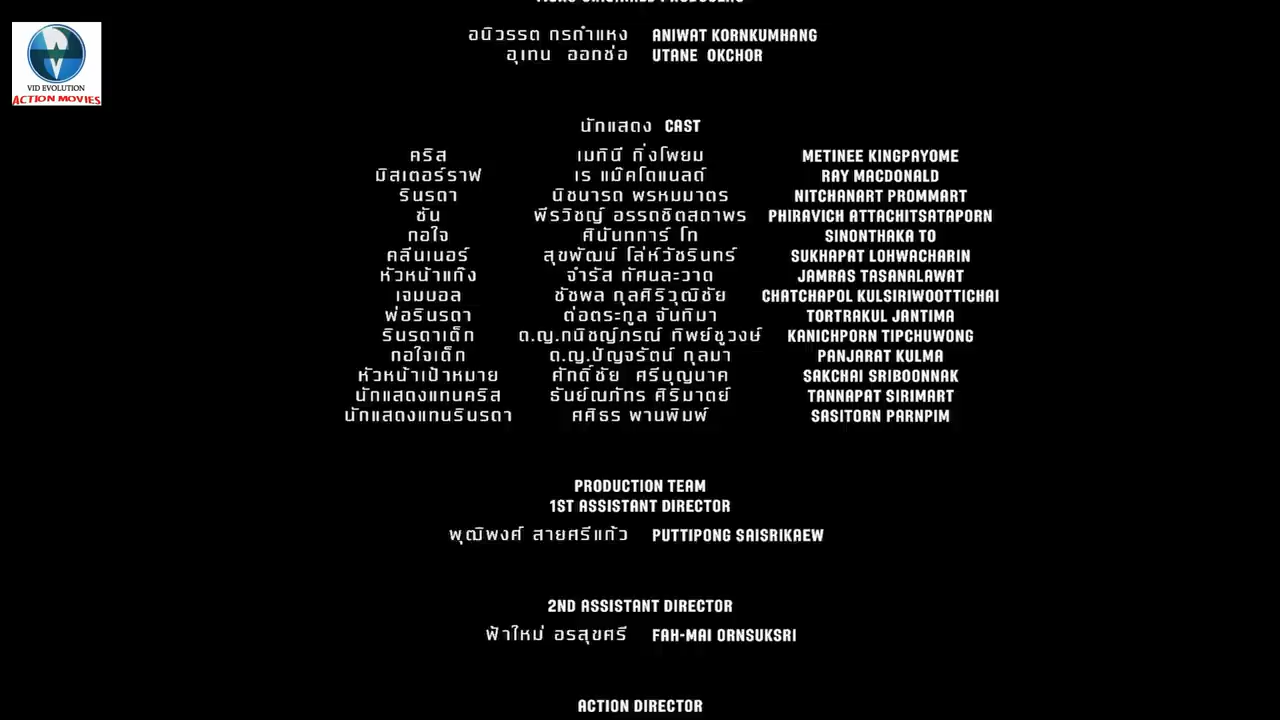 VID EVOLUTION
ACTION MOVIES
อนิวรรต กรกำแหง ANIWAT KORNKUMHANG
อุเทน ออกช่อ UTANE OKCHOR
นักแสดง CAST
คริส เมทินี กิ่งโพยม METINEE KINGPAYOME
มิสเตอร์ราฟ เร แม๊คโดแนลด์ RAY MACDONALD
รินรดา นิชนารถ พรหมมาตร NITCHANART PROMMART
ซัน พีรวิชญ์ อรรถชิตสถาพร PHIRAVICH ATTACHITSATAPORN
กอใจ ศินันทการ์ โท SINONTHAKA TO
คลีนเนอร์ สุขพัฒน์ โล่ห์วัชรินทร์ SUKHAPAT LOHWACHARIN
หัวหน้าแก๊ง จำรัส ทัศนละวาด JAMRAS TASANALAWAT
เจมบอล ชัชพล กุลศิริวุฒิชัย CHATCHAPOL KULSIRIWOOTTICHAI
พ่อรินรดา ต่อตระกูล จันทิมา TORTRAKUL JANTIMA
รินรดาเด็ก ด.ญ.กนิชญ์ภรณ์ ทิพย์ชูวงษ์ KANICHPORN TIPCHUWONG
กอใจเด็ก ด.ญ.ปัญจรัตน์ กุลมา PANJARAT KULMA
หัวหน้าเป้าหมาย ศักดิ์ชัย ศรีบุญนาค SAKCHAI SRIBOONNAK
นักแสดงแทนคริส ธันย์ณภัทร ศิริมาตย์ TANNAPAT SIRIMART
นักแสดงแทนรินรดา ศศิธร พานพิมพ์ SASITORN PARNPIM
PRODUCTION TEAM
1ST ASSISTANT DIRECTOR
พุฒิพงศ์ สายศรีแก้ว PUTTIPONG SAISRIKAEW
2ND ASSISTANT DIRECTOR
ฟ้าใหม่ อรสุขศรี FAH-MAI ORNSUKSRI
ACTION DIRECTOR